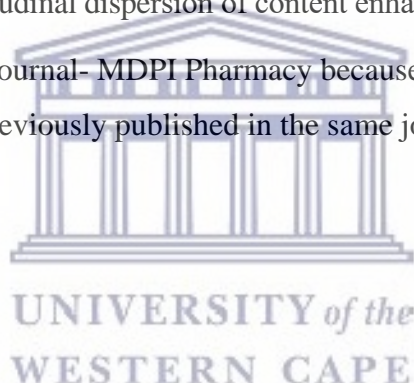 udinal dispersion of content enha
ournal- MDPI Pharmacy because
eviously published in the same jo
UNIVERSITY of the
WESTERN CAPE